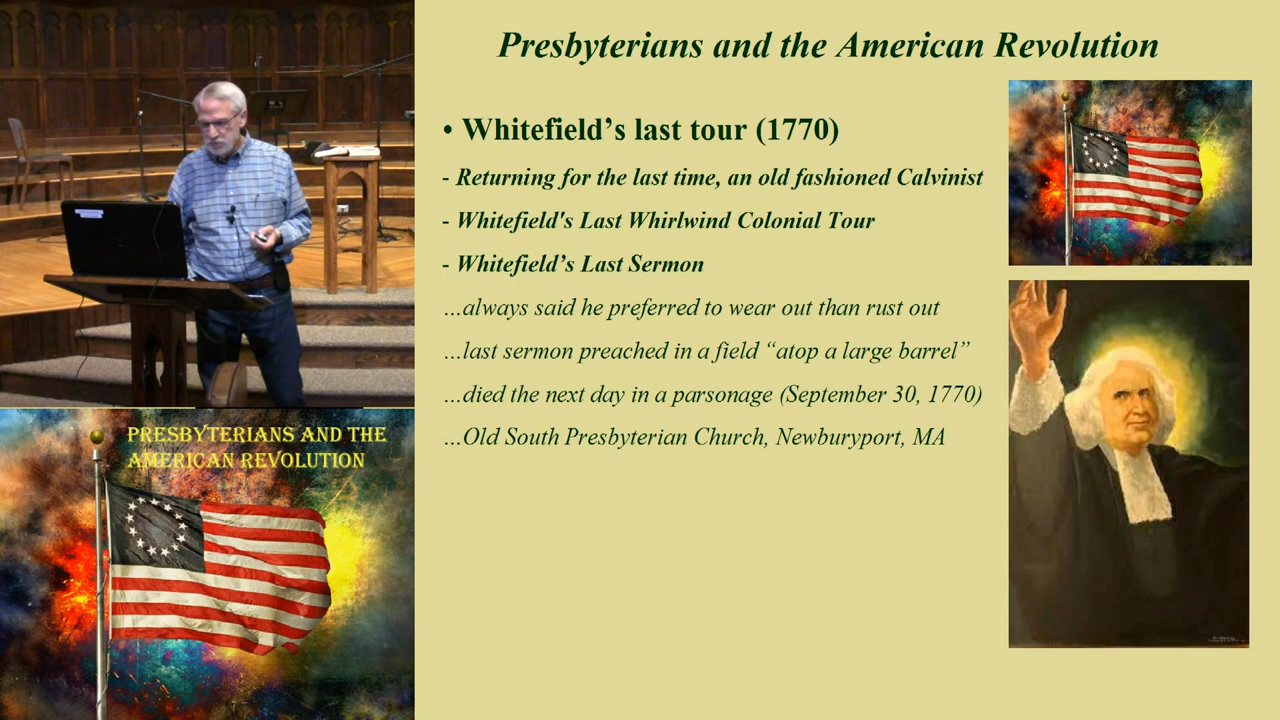 Presbyterians and the American Revolution
• Whitefield’s last tour (1770)
- Returning for the last time, an old fashioned Calvinist
- Whitefield's Last Whirlwind Colonial Tour
- Whitefield’s Last Sermon
…always said he preferred to wear out than rust out
…last sermon preached in a field “atop a large barrel”
…died the next day in a parsonage (September 30, 1770)
…Old South Presbyterian Church, Newburyport, MA
PRESBYTERIANS AND THE
AMERICAN REVOLUTION